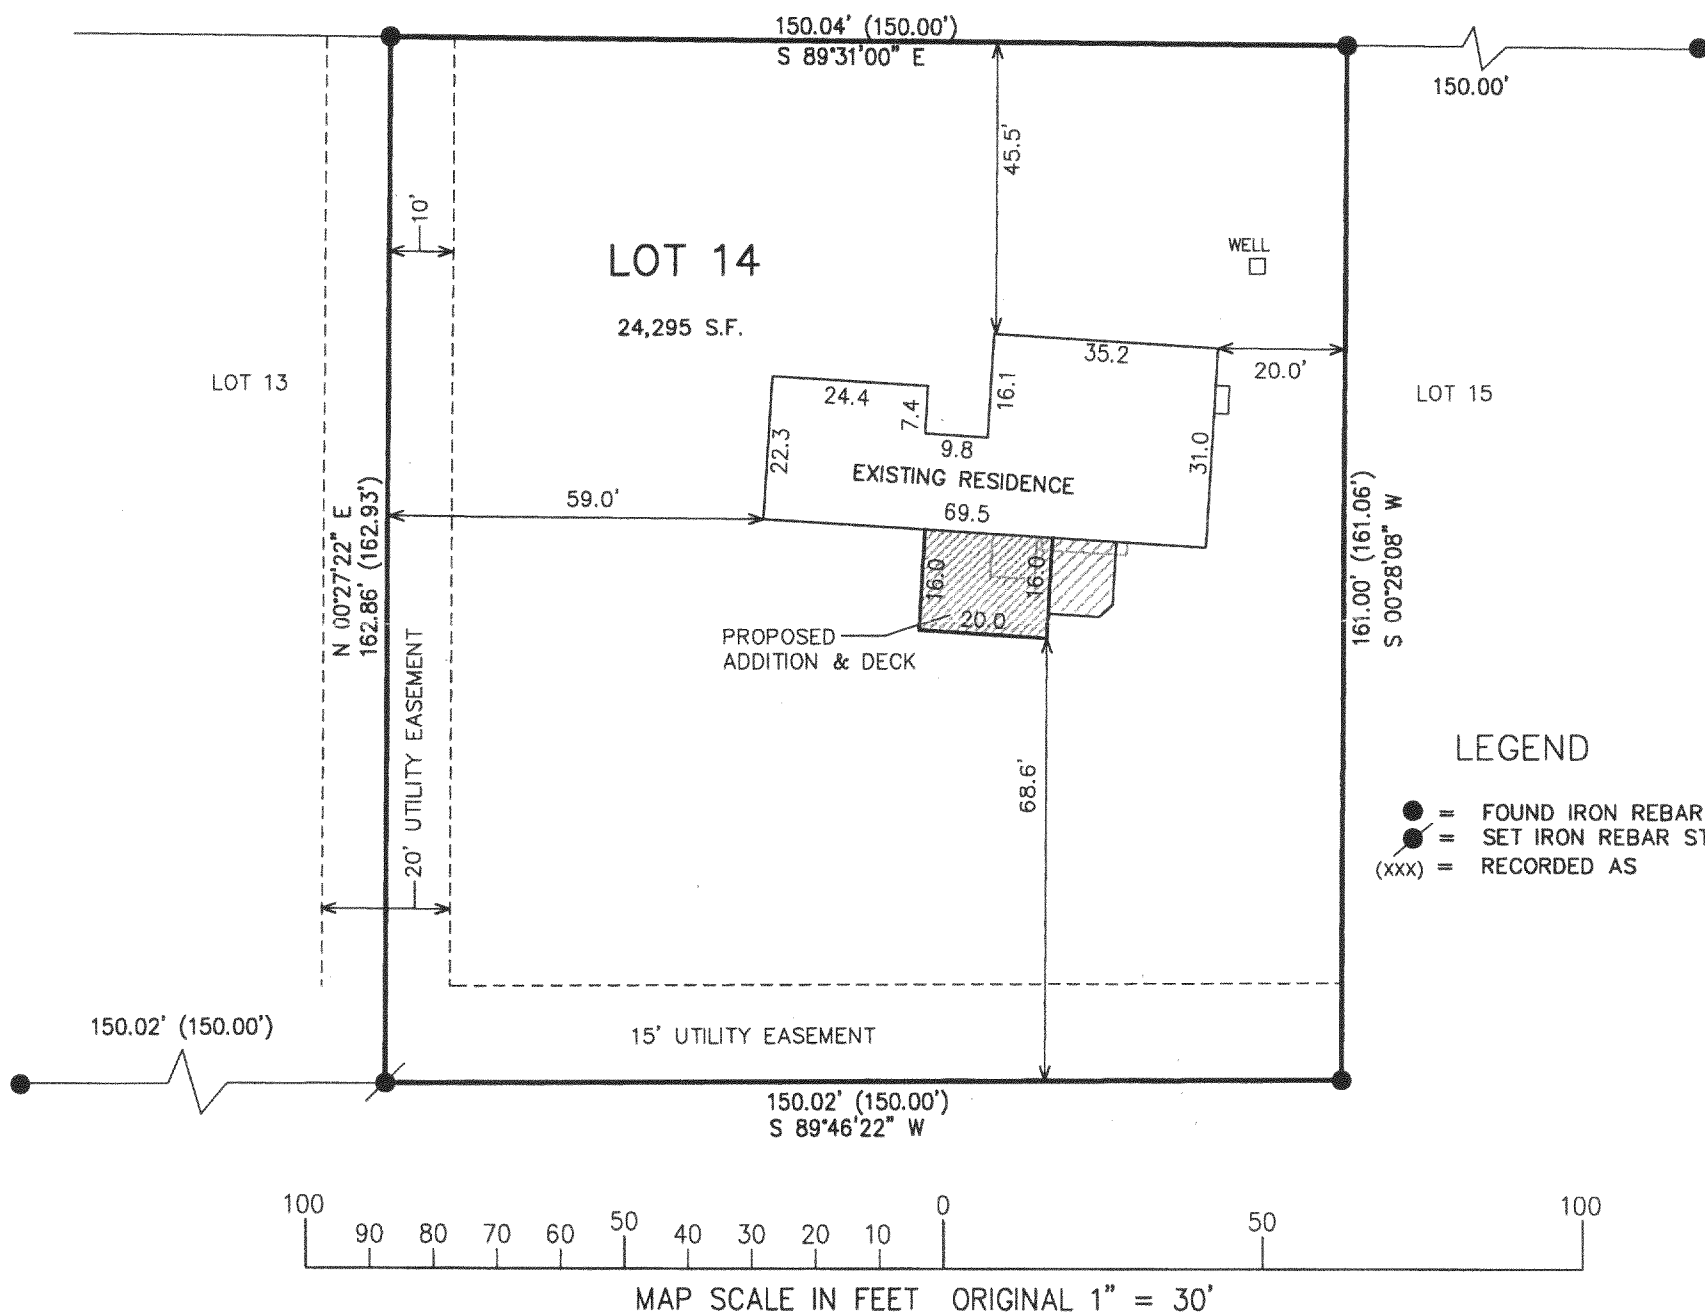 150.04' (150.00')
S 89°31'00" E
150.00'
45.5'
10'
LOT 14
24,295 S.F.
WELL
LOT 13
LOT 15
35.2
20.0'
24.4
7.4
16.1
9.8
22.3
31.0
EXISTING RESIDENCE
69.5
59.0'
N 00°27'22" E
162.86' (162.93')
161.00' (161.06')
S 00°28'08" W
16.0
16.0
20.0
PROPOSED
ADDITION & DECK
20' UTILITY EASEMENT
68.6'
LEGEND
= FOUND IRON REBAR
= SET IRON REBAR ST
(XXX) = RECORDED AS
150.02' (150.00')
15' UTILITY EASEMENT
150.02' (150.00')
S 89°46'22" W
100 90 80 70 60 50 40 30 20 10 0 50 100
MAP SCALE IN FEET ORIGINAL 1" = 30'